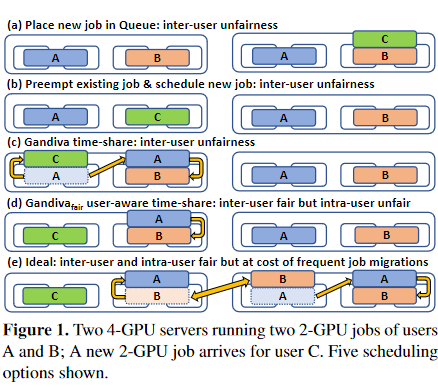 (a) Place new job in Queue: inter-user unfairness
C
A B A B
(b) Preempt existing job & schedule new job: inter-user unfairness
A C A B
(c) Gandiva time-share: inter-user unfairness
C A
A B A B
(d) Gandivafair user-aware time-share: inter-user fair but intra-user unfair
A
C B A B
(e) Ideal: inter-user and intra-user fair but at cost of frequent job migrations
A B A
C B A B
Figure 1. Two 4-GPU servers running two 2-GPU jobs of users
A and B; A new 2-GPU job arrives for user C. Five scheduling
options shown.